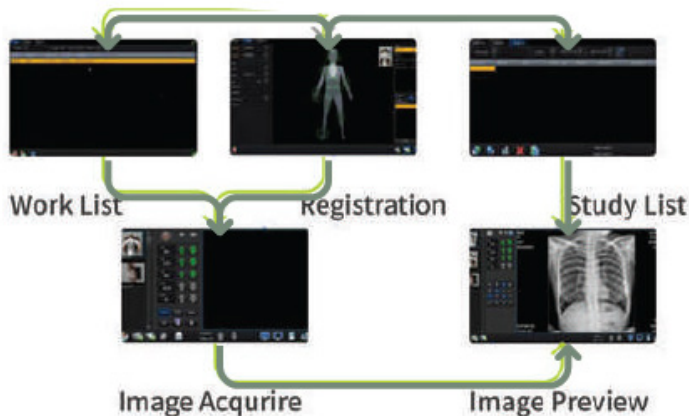 Work List
Registration
Study List
Image Acqurire
Image Preview